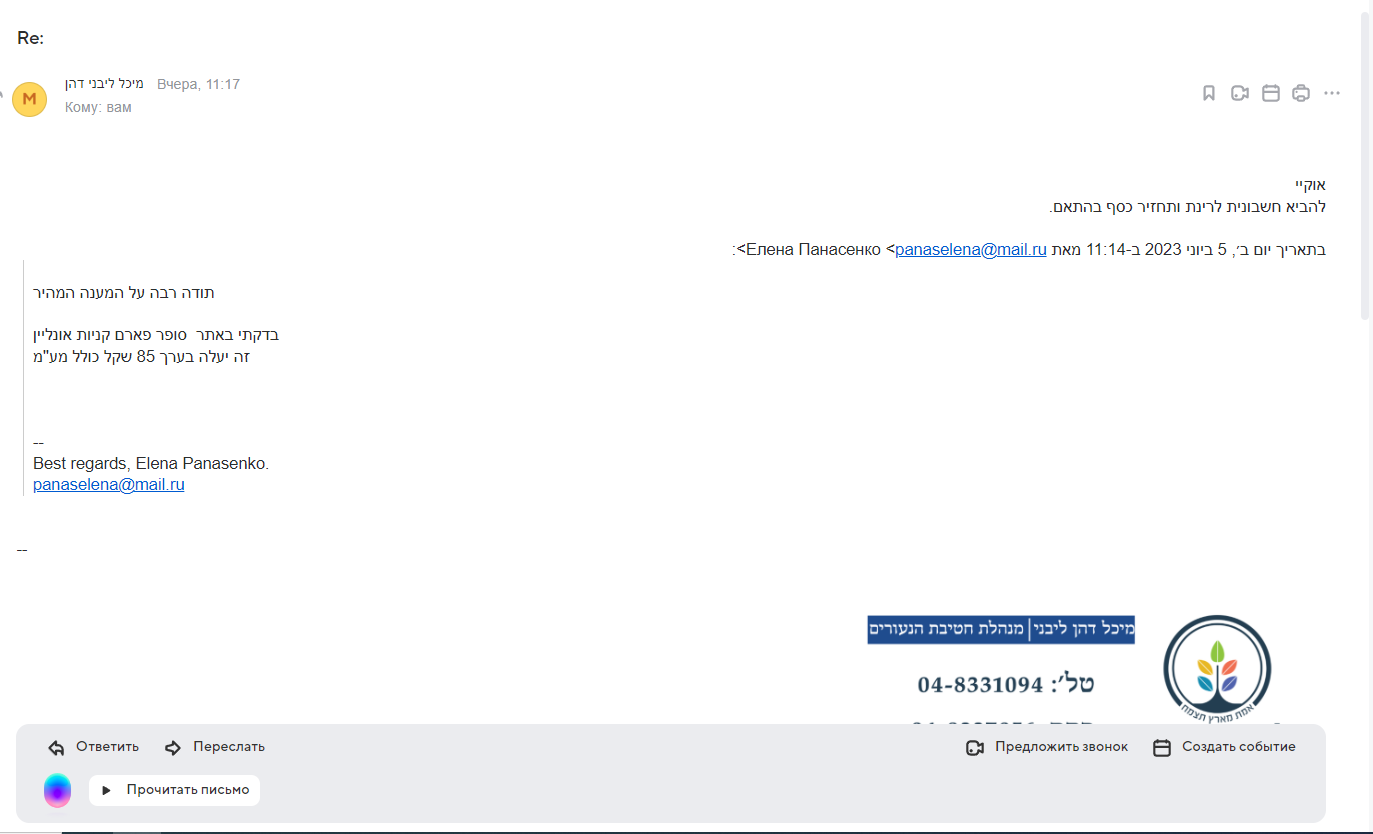 Re:
M
מיכל ליבני דהן Вчера, 11:17
Кому: вам
אוקיי
להביא חשבונית לרינת ותחזיר כסף בהתאם.
בתאריך יום ב׳, 5 ביוני 2023 ב-11:14 מאת Елена Панасенко <panaselena@mail.ru>:
תודה רבה על המענה המהיר
בדקתי באתר סופר פארם קניות אונליין
זה יעלה בערך 85 שקל כולל מע"מ
--
Best regards, Elena Panasenko.
panaselena@mail.ru
--
מיכל דהן ליבני|מנהלת חטיבת הנעורים
טל׳: 04-8331094
אמת מארץ תצמח
Ответить Переслать Предложить звонок Создать событие
Прочитать письмо